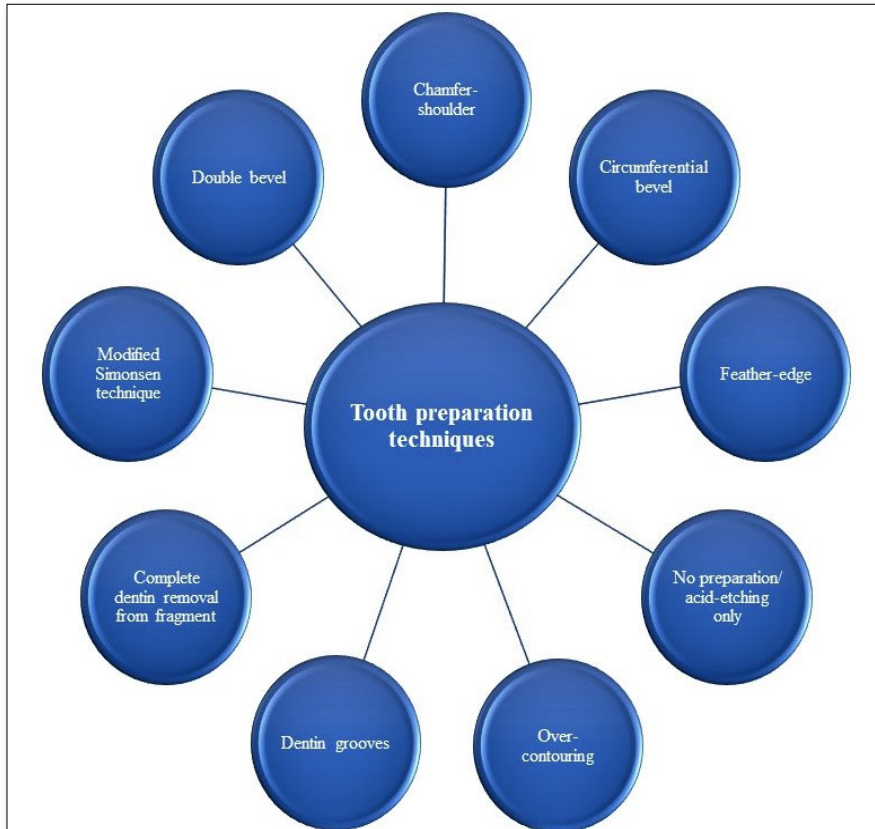 Chamfer-
shoulder
Double bevel
Circumferential
bevel
Modified
Simonsen
technique
Feather-edge
Tooth preparation
techniques
Complete
dentin removal
from fragment
No preparation/
acid-etching
only
Dentin grooves
Over-
contouring